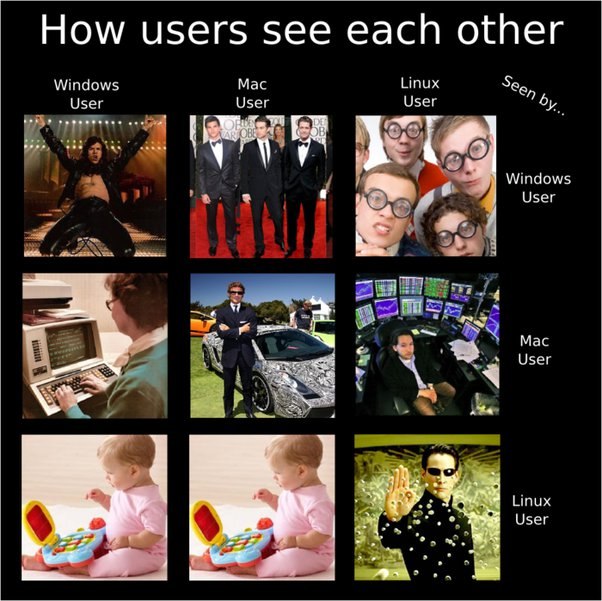 How users see each other
Windows
User
Mac
User
Linux
User
Seen by...
Windows
User
Mac
User
Linux
User